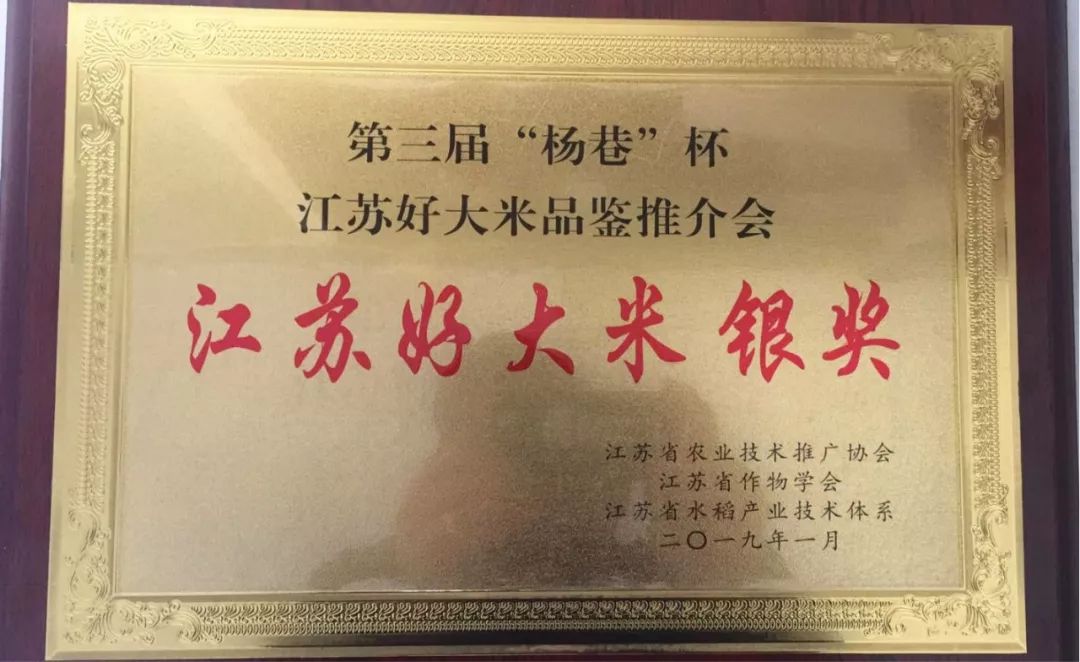 第三届“杨巷”杯
江苏好大米品鉴推介会
江苏好大米银奖
江苏省农业技术推广协会
江苏省作物学会
江苏省水稻产业技术体系
二〇一九年一月